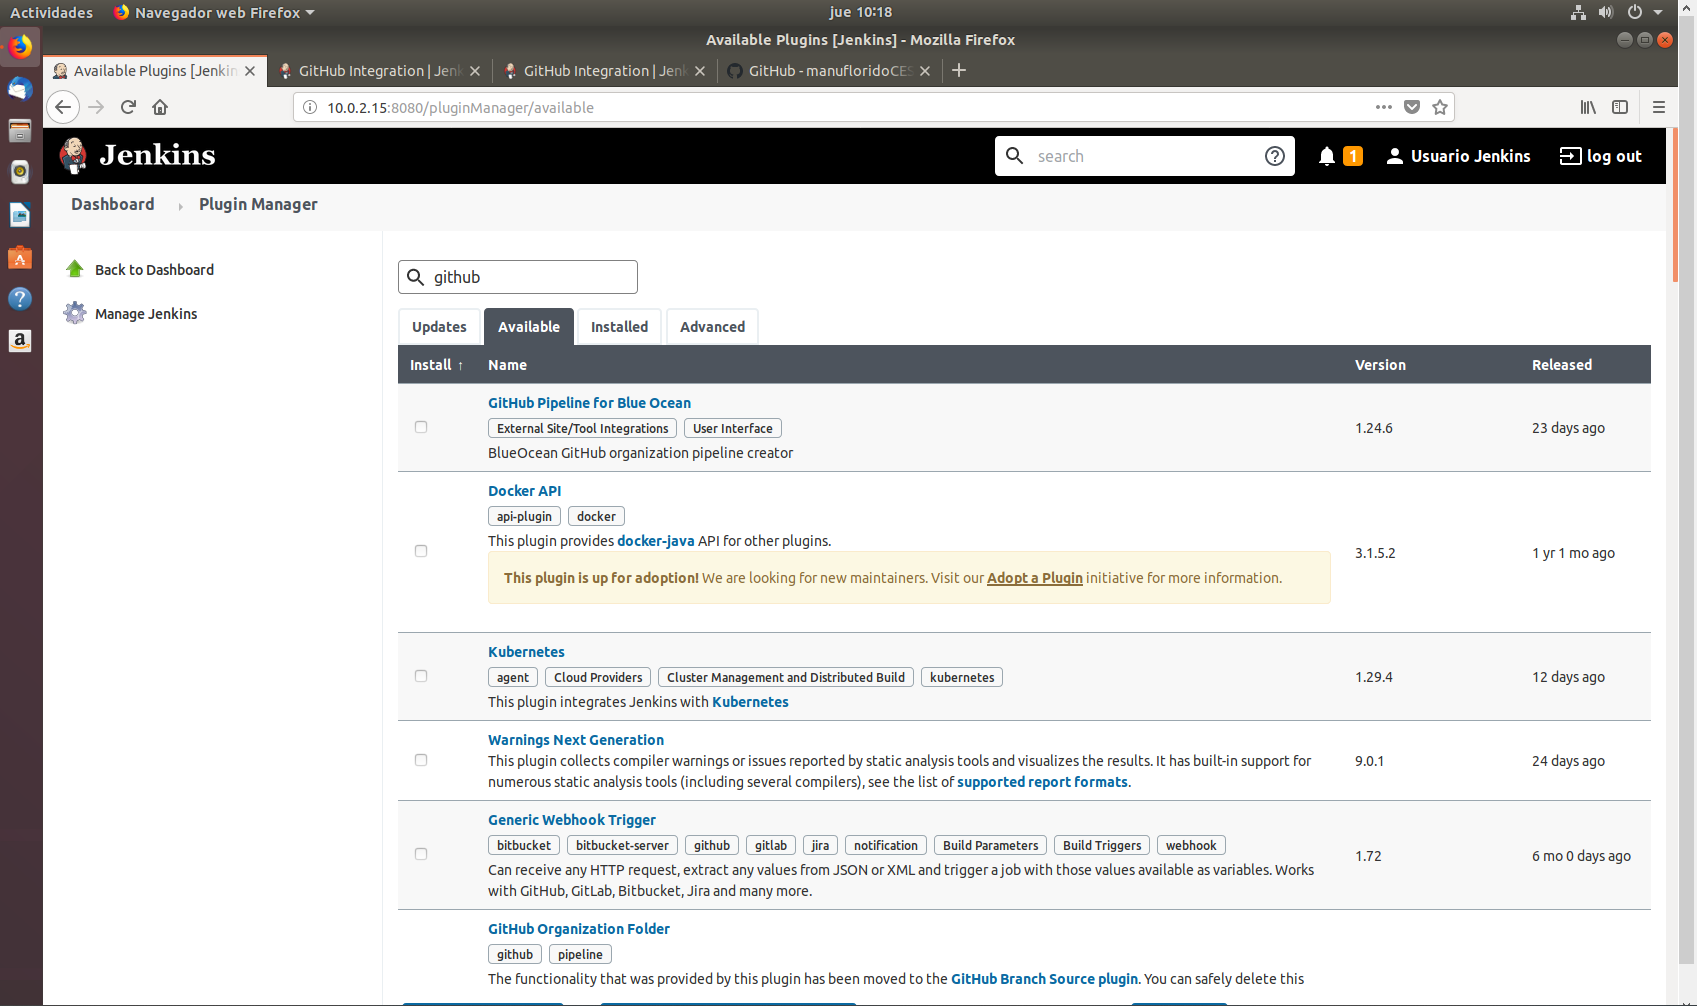 Actividades Navegador web Firefox jue 10:18
Available Plugins [Jenkins] - Mozilla Firefox
Available Plugins [Jenkin GitHub Integration | Jenk GitHub Integration | Jenk GitHub - manufloridoCES
10.0.2.15:8080/pluginManager/available
Jenkins search 1 Usuario Jenkins log out
Dashboard Plugin Manager
Back to Dashboard
Manage Jenkins
github
Updates Available Installed Advanced
Install ↑ Name Version Released
GitHub Pipeline for Blue Ocean
External Site/Tool Integrations User Interface
BlueOcean GitHub organization pipeline creator
1.24.6 23 days ago
Docker API
api-plugin docker
This plugin provides docker-java API for other plugins.
This plugin is up for adoption! We are looking for new maintainers. Visit our Adopt a Plugin initiative for more information.
3.1.5.2 1 yr 1 mo ago
Kubernetes
agent Cloud Providers Cluster Management and Distributed Build kubernetes
This plugin integrates Jenkins with Kubernetes
1.29.4 12 days ago
Warnings Next Generation
This plugin collects compiler warnings or issues reported by static analysis tools and visualizes the results. It has built-in support for
numerous static analysis tools (including several compilers), see the list of supported report formats.
9.0.1 24 days ago
Generic Webhook Trigger
bitbucket bitbucket-server github gitlab jira notification Build Parameters Build Triggers webhook
Can receive any HTTP request, extract any values from JSON or XML and trigger a job with those values available as variables. Works
with GitHub, GitLab, Bitbucket, Jira and many more.
1.72 6 mo 0 days ago
GitHub Organization Folder
github pipeline
The functionality that was provided by this plugin has been moved to the GitHub Branch Source plugin. You can safely delete this